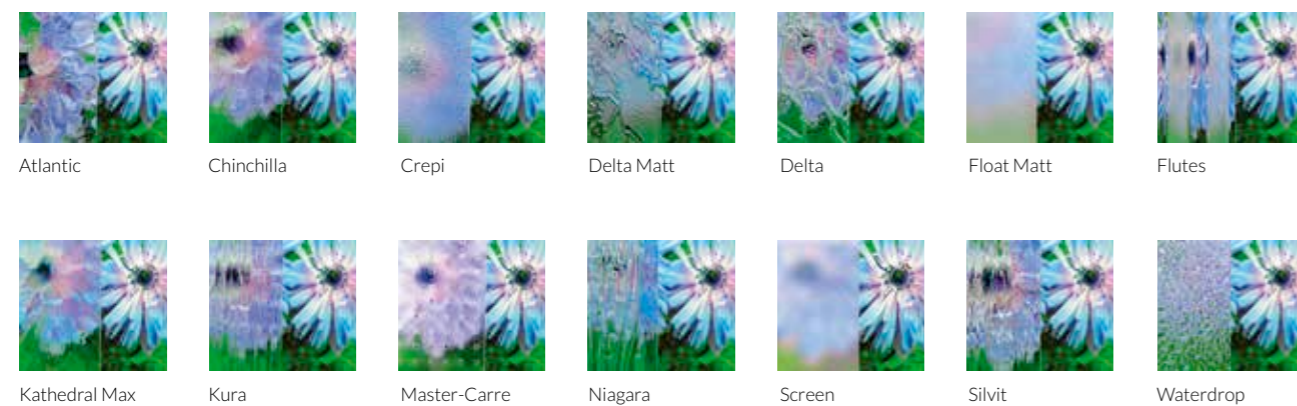 Atlantic
Chinchilla
Crepi
Delta Matt
Delta
Float Matt
Flutes
Kathedral Max
Kura
Master-Carre
Niagara
Screen
Silvit
Waterdrop